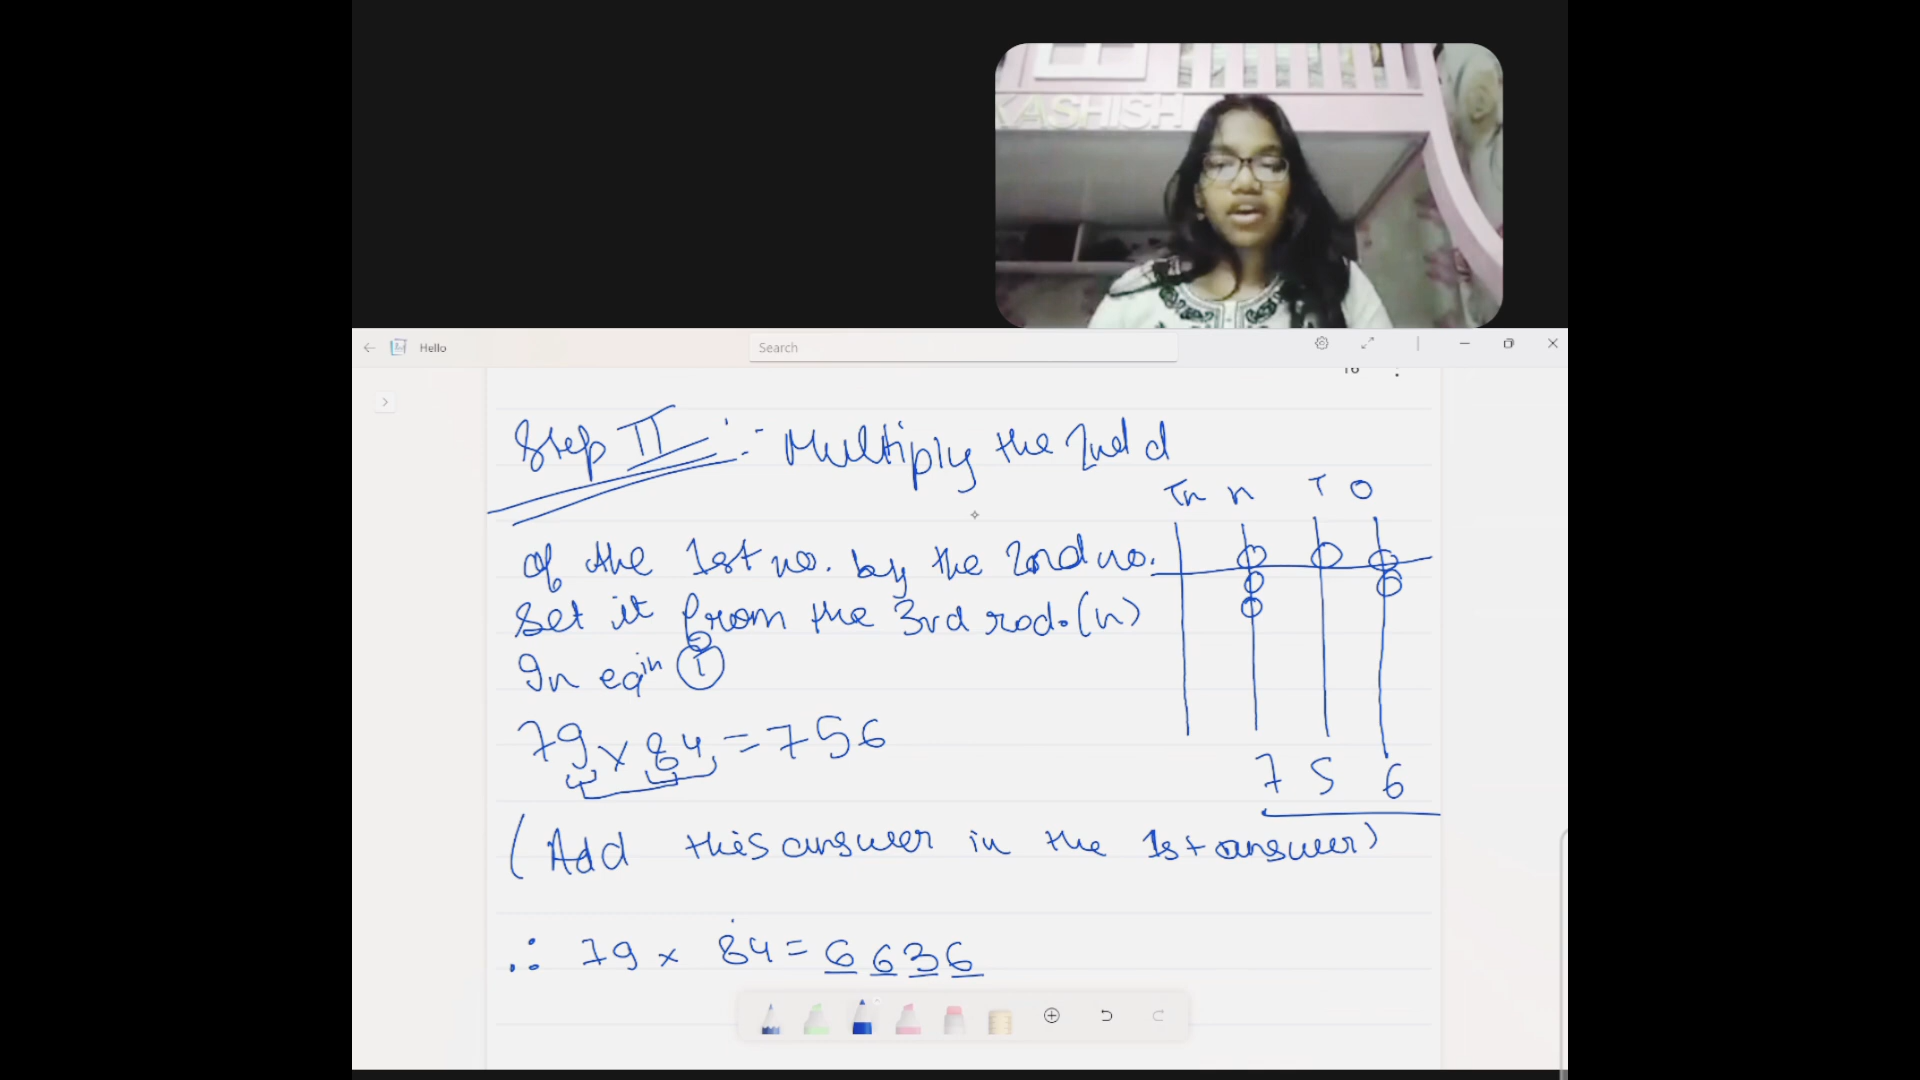 KASHISH
Hello
Search
Step II :- Multiply the 2nd d
Th H T O
of the 1st no. by the 2nd no.
Set it from the 3rd rod. (H)
In eqⁱⁿ ①
79 x 84 = 756
7 5 6
(Add this answer in the 1st answer)
∴ 79 x 84 = 6636